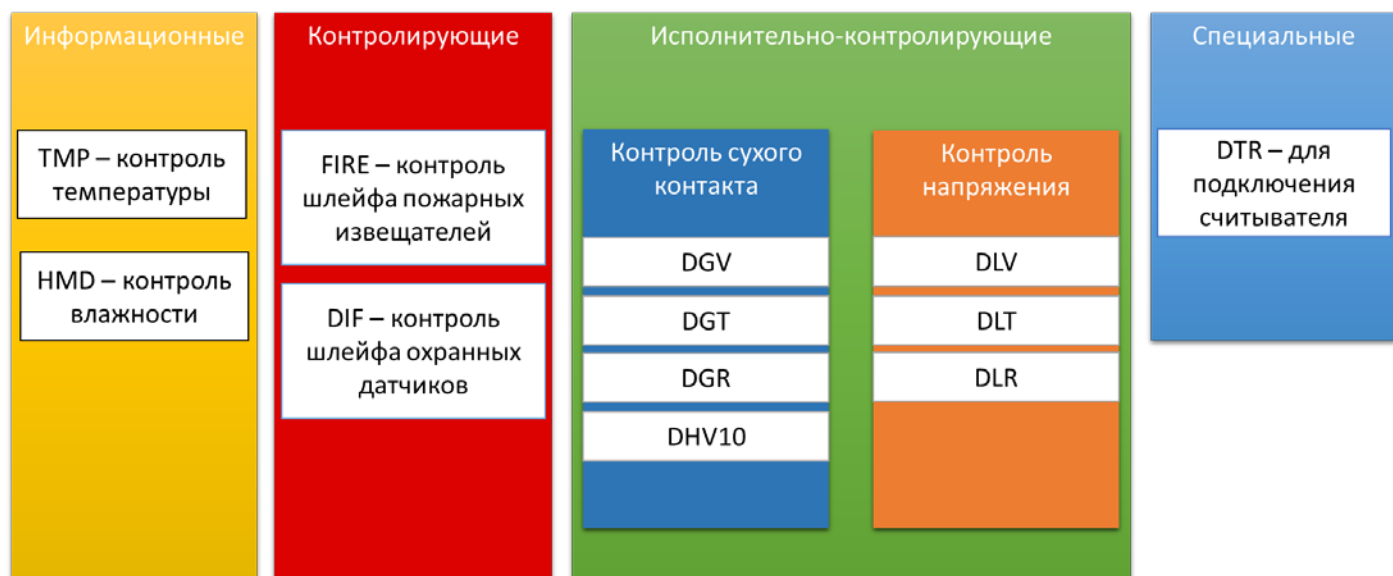 Информационные
TMP – контроль
температуры
HMD – контроль
влажности
Контролирующие
FIRE – контроль
шлейфа пожарных
извещателей
DIF – контроль
шлейфа охранных
датчиков
Исполнительно-контролирующие
Контроль сухого
контакта
DGV
DGT
DGR
DHV10
Контроль
напряжения
DLV
DLT
DLR
Специальные
DTR – для
подключения
считывателя